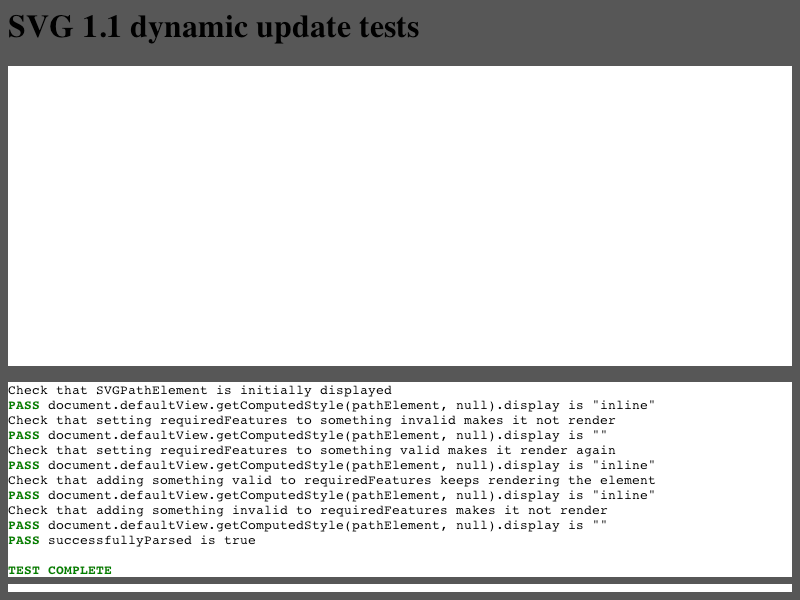 SVG 1.1 dynamic update tests
Check that SVGPathElement is initially displayed
PASS document.defaultView.getComputedStyle(pathElement, null).display is "inline"
Check that setting requiredFeatures to something invalid makes it not render
PASS document.defaultView.getComputedStyle(pathElement, null).display is ""
Check that setting requiredFeatures to something valid makes it render again
PASS document.defaultView.getComputedStyle(pathElement, null).display is "inline"
Check that adding something valid to requiredFeatures keeps rendering the element
PASS document.defaultView.getComputedStyle(pathElement, null).display is "inline"
Check that adding something invalid to requiredFeatures makes it not render
PASS document.defaultView.getComputedStyle(pathElement, null).display is ""
PASS successfullyParsed is true
TEST COMPLETE